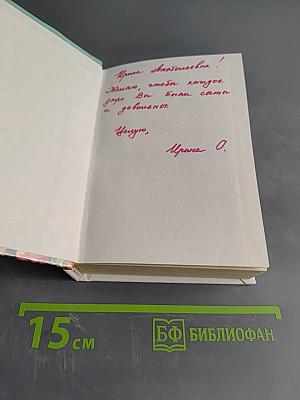 Ирина Анатольевна!
Желаю, чтобы каждое
утро Вы были сыты
и довольны.
Целую,
Ирина О.
15 см
БФ БИБЛИОФАН